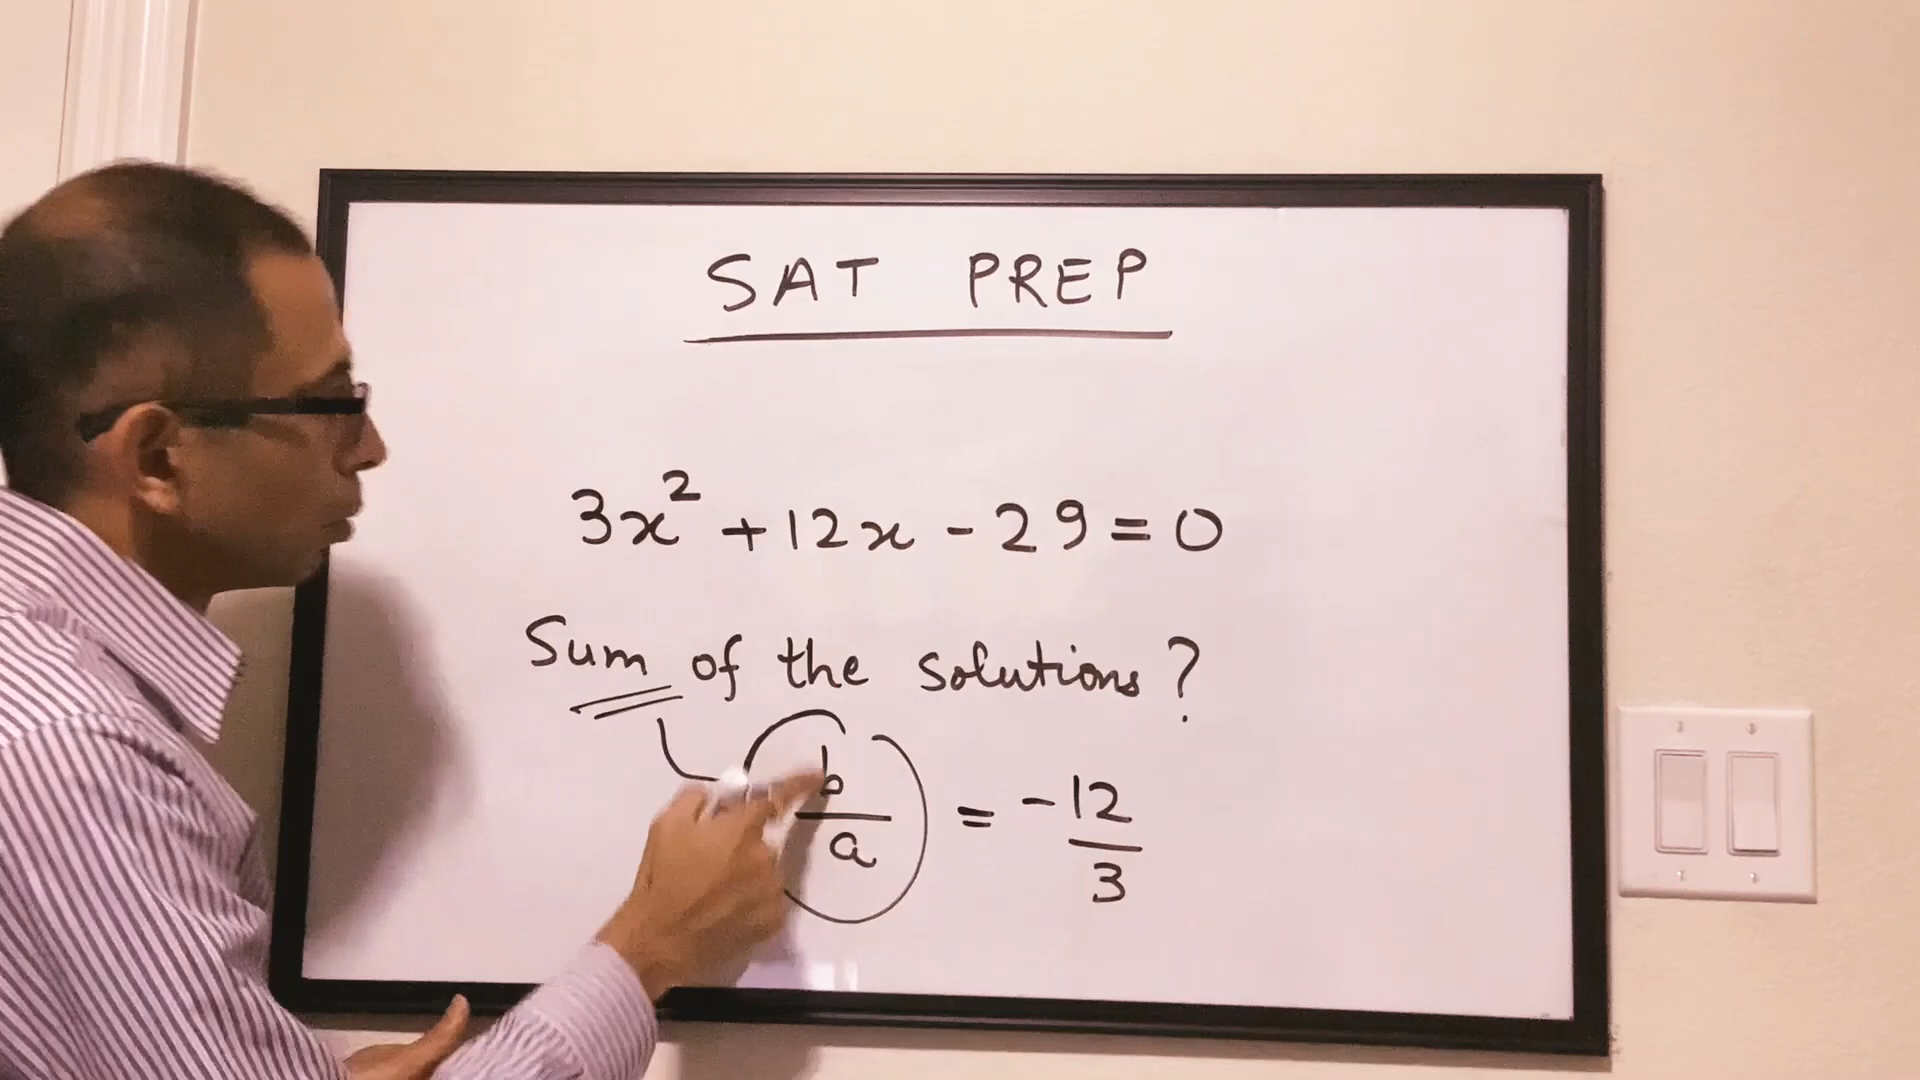 SAT PREP
3x² + 12x - 29 = 0
Sum of the solutions?
b/a = -12/3